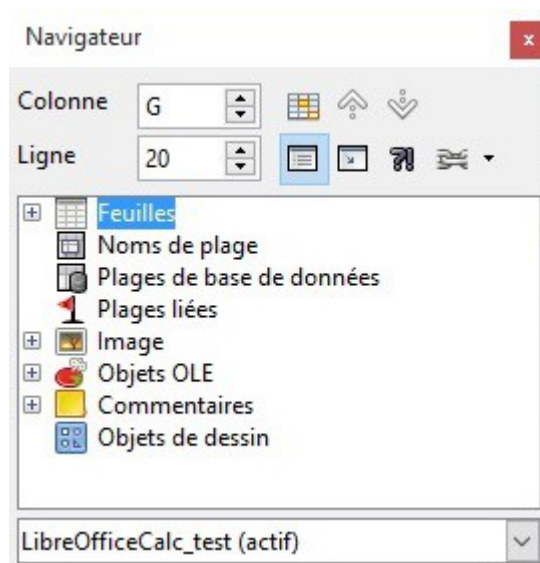 Navigateur
Colonne G
Ligne 20
Feuilles
Noms de plage
Plages de base de données
Plages liées
Image
Objets OLE
Commentaires
Objets de dessin
LibreOfficeCalc_test (actif)